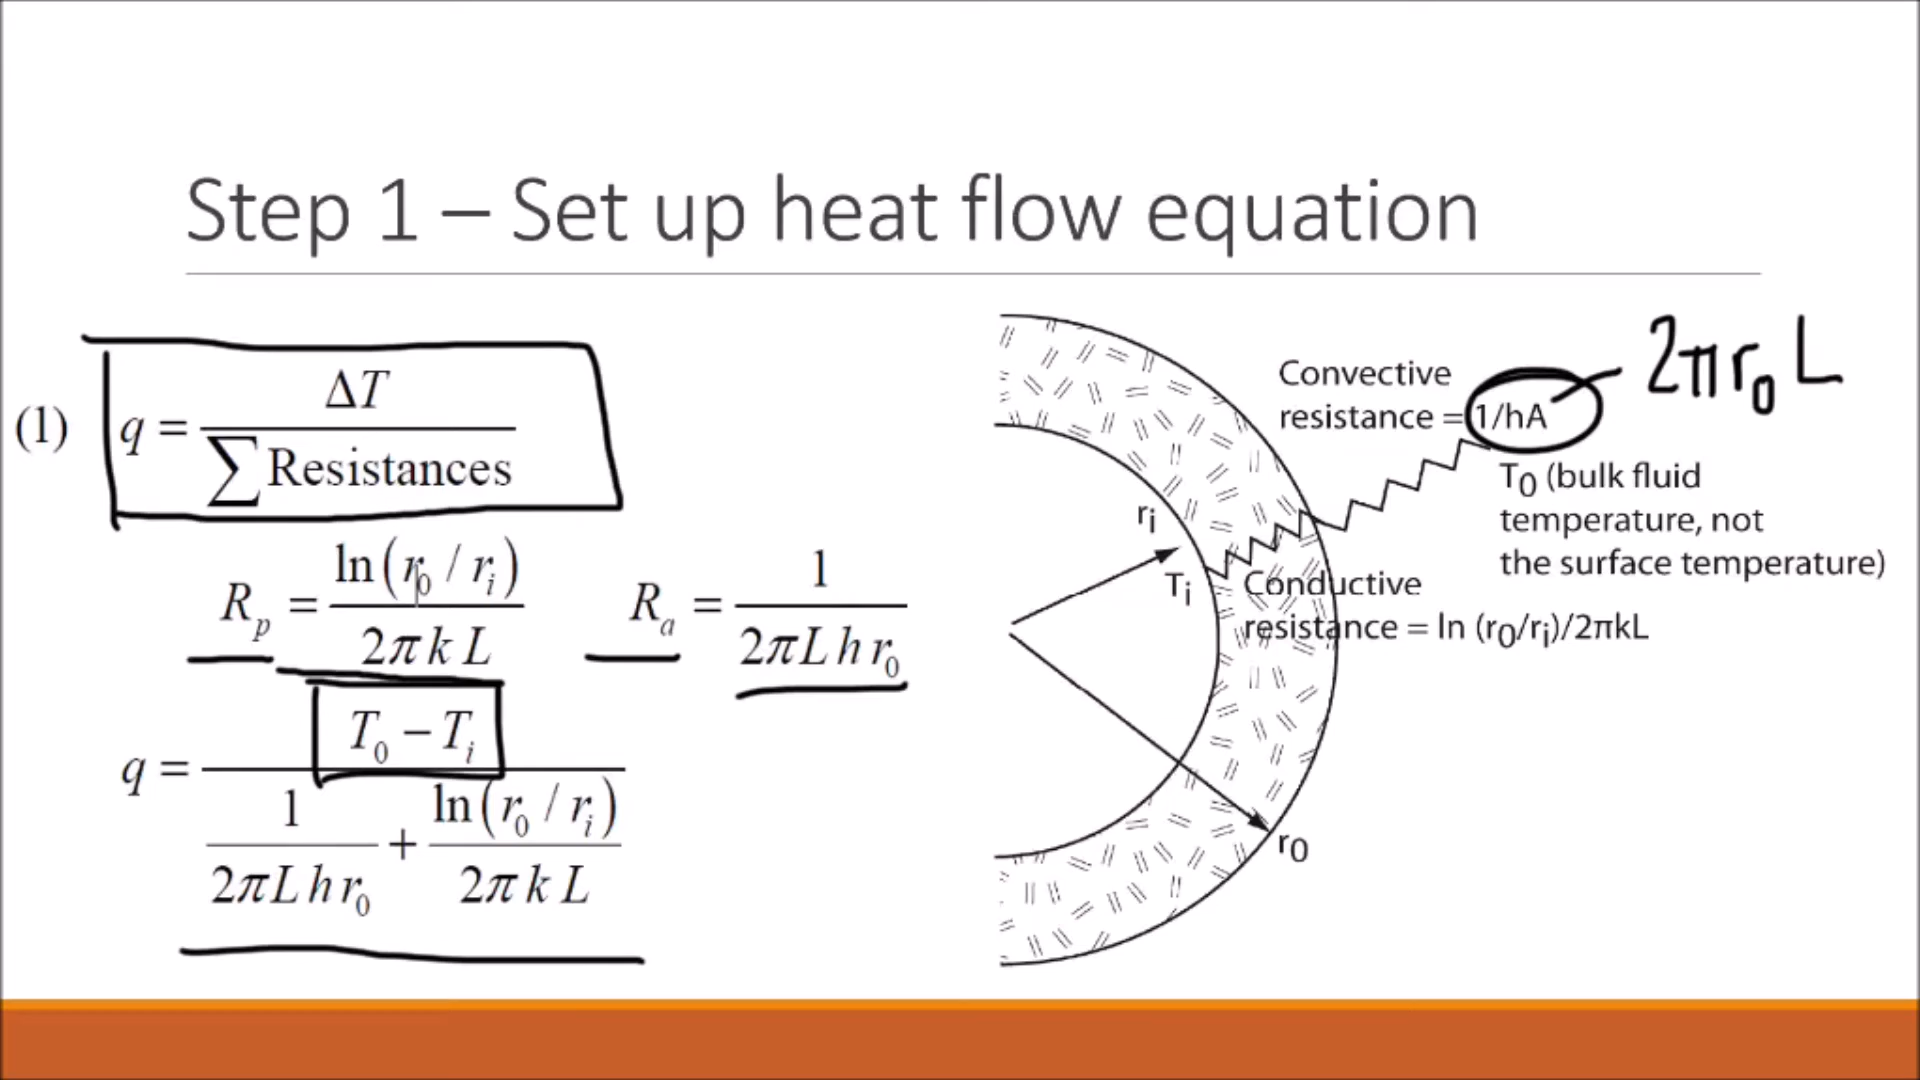 Step 1 – Set up heat flow equation
(1) q = ΔT / ∑ Resistances
R_p = ln(r_0 / r_i) / 2πkL
R_a = 1 / 2πLhr_0
q = (T_0 − T_i) / (1 / 2πLhr_0 + ln(r_0 / r_i) / 2πkL)
Convective
resistance = 1/hA
2πr_0L
T_0 (bulk fluid
temperature, not
the surface temperature)
r_i
T_i
Conductive
resistance = ln (r_0/r_i)/2πkL
r_0